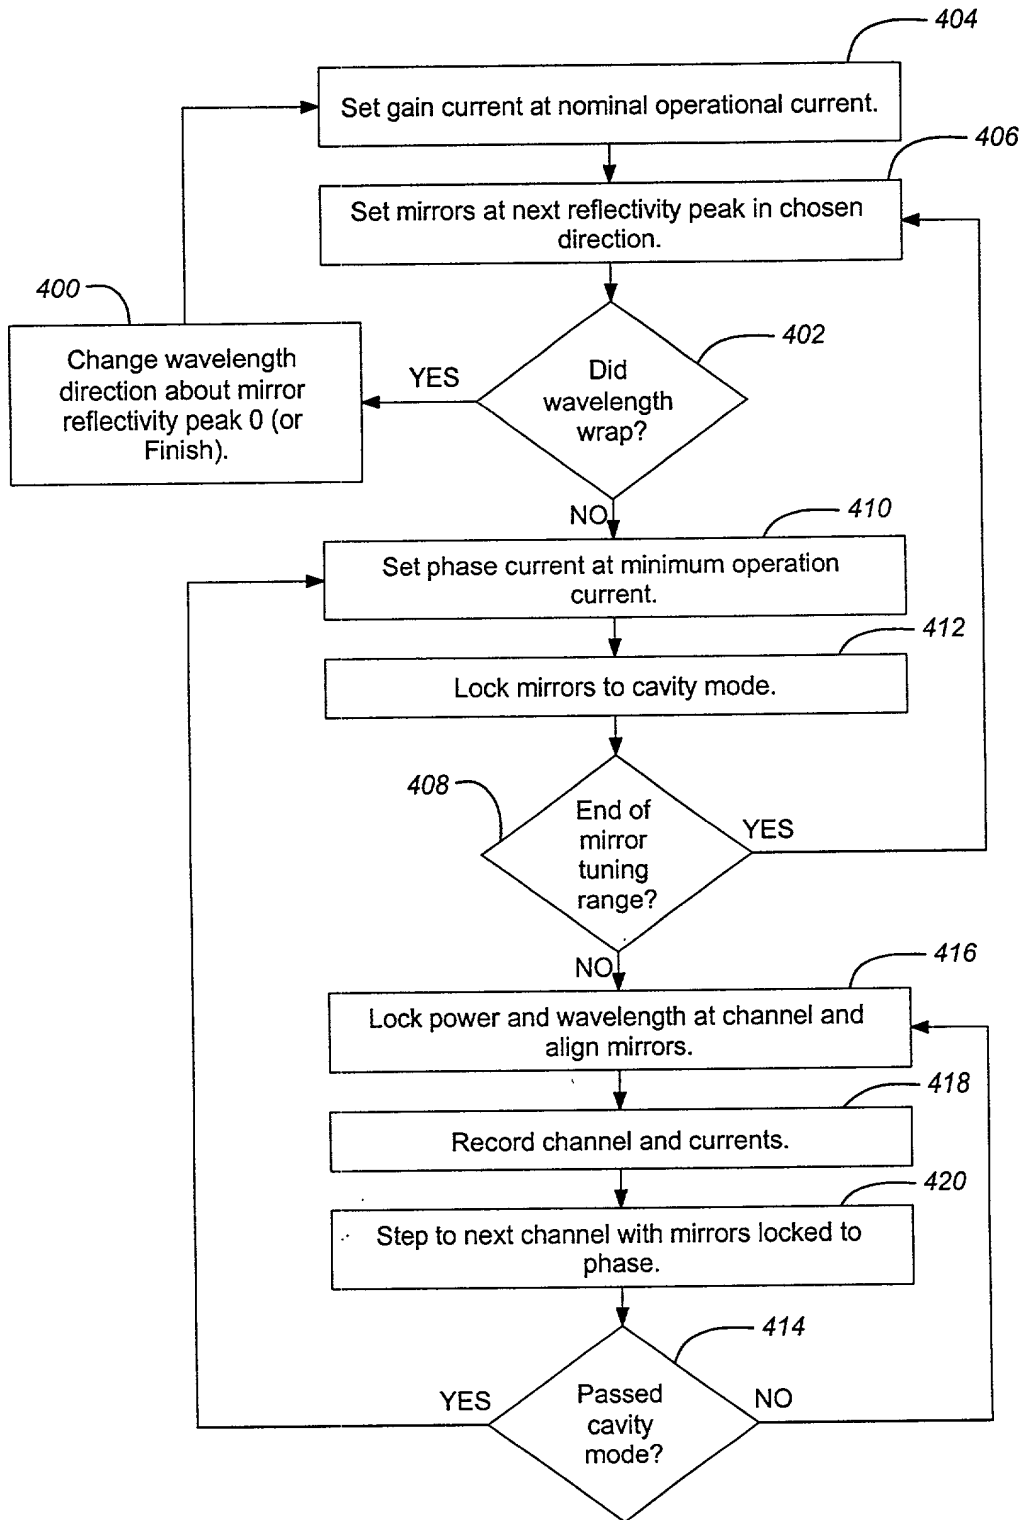 404
Set gain current at nominal operational current.
406
Set mirrors at next reflectivity peak in chosen
direction.
400
Change wavelength
direction about mirror
reflectivity peak 0 (or
Finish).
YES
402
Did
wavelength
wrap?
NO
410
Set phase current at minimum operation
current.
412
Lock mirrors to cavity mode.
408
End of
mirror
tuning
range?
YES
NO
416
Lock power and wavelength at channel and
align mirrors.
418
Record channel and currents.
420
Step to next channel with mirrors locked to
phase.
414
YES
Passed
cavity
mode?
NO